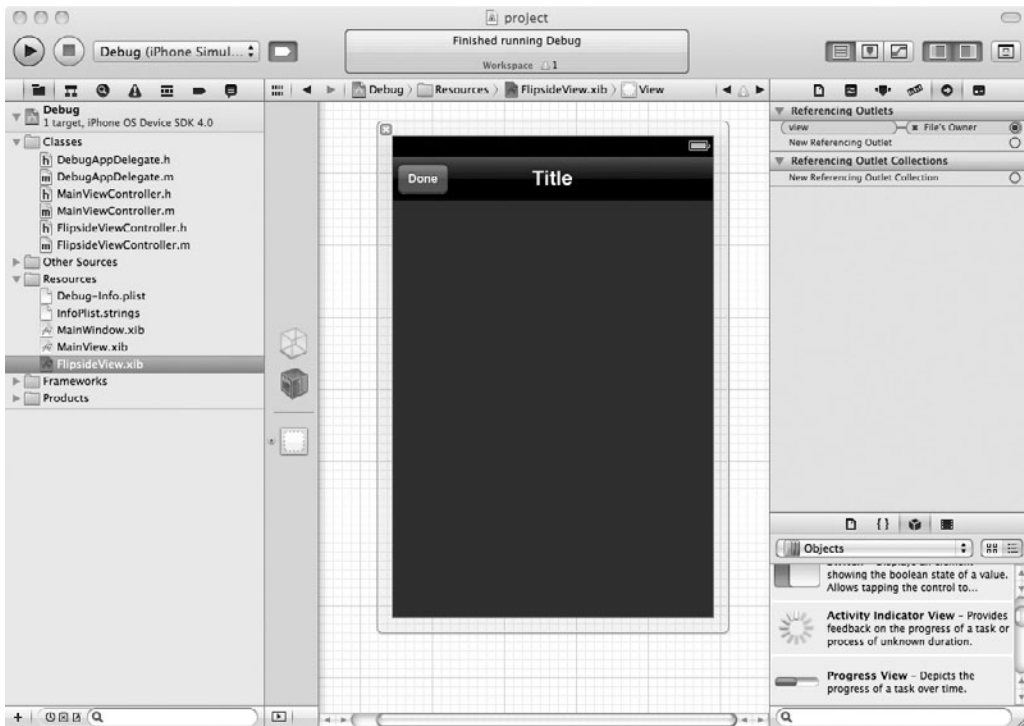 project
Debug (iPhone Simul...
Finished running Debug
Workspace 1
Debug Resources FlipsideView.xib View
Debug
1 target, iPhone OS Device SDK 4.0
Classes
h DebugAppDelegate.h
m DebugAppDelegate.m
h MainViewController.h
m MainViewController.m
h FlipsideViewController.h
m FlipsideViewController.m
Other Sources
Resources
Debug-Info.plist
InfoPlist.strings
MainWindow.xib
MainView.xib
FlipsideView.xib
Frameworks
Products
Done
Title
Referencing Outlets
view File's Owner
New Referencing Outlet
Referencing Outlet Collections
New Referencing Outlet Collection
Objects
showing the boolean state of a value.
Allows tapping the control to...
Activity Indicator View – Provides
feedback on the progress of a task or
process of unknown duration.
Progress View – Depicts the
progress of a task over time.